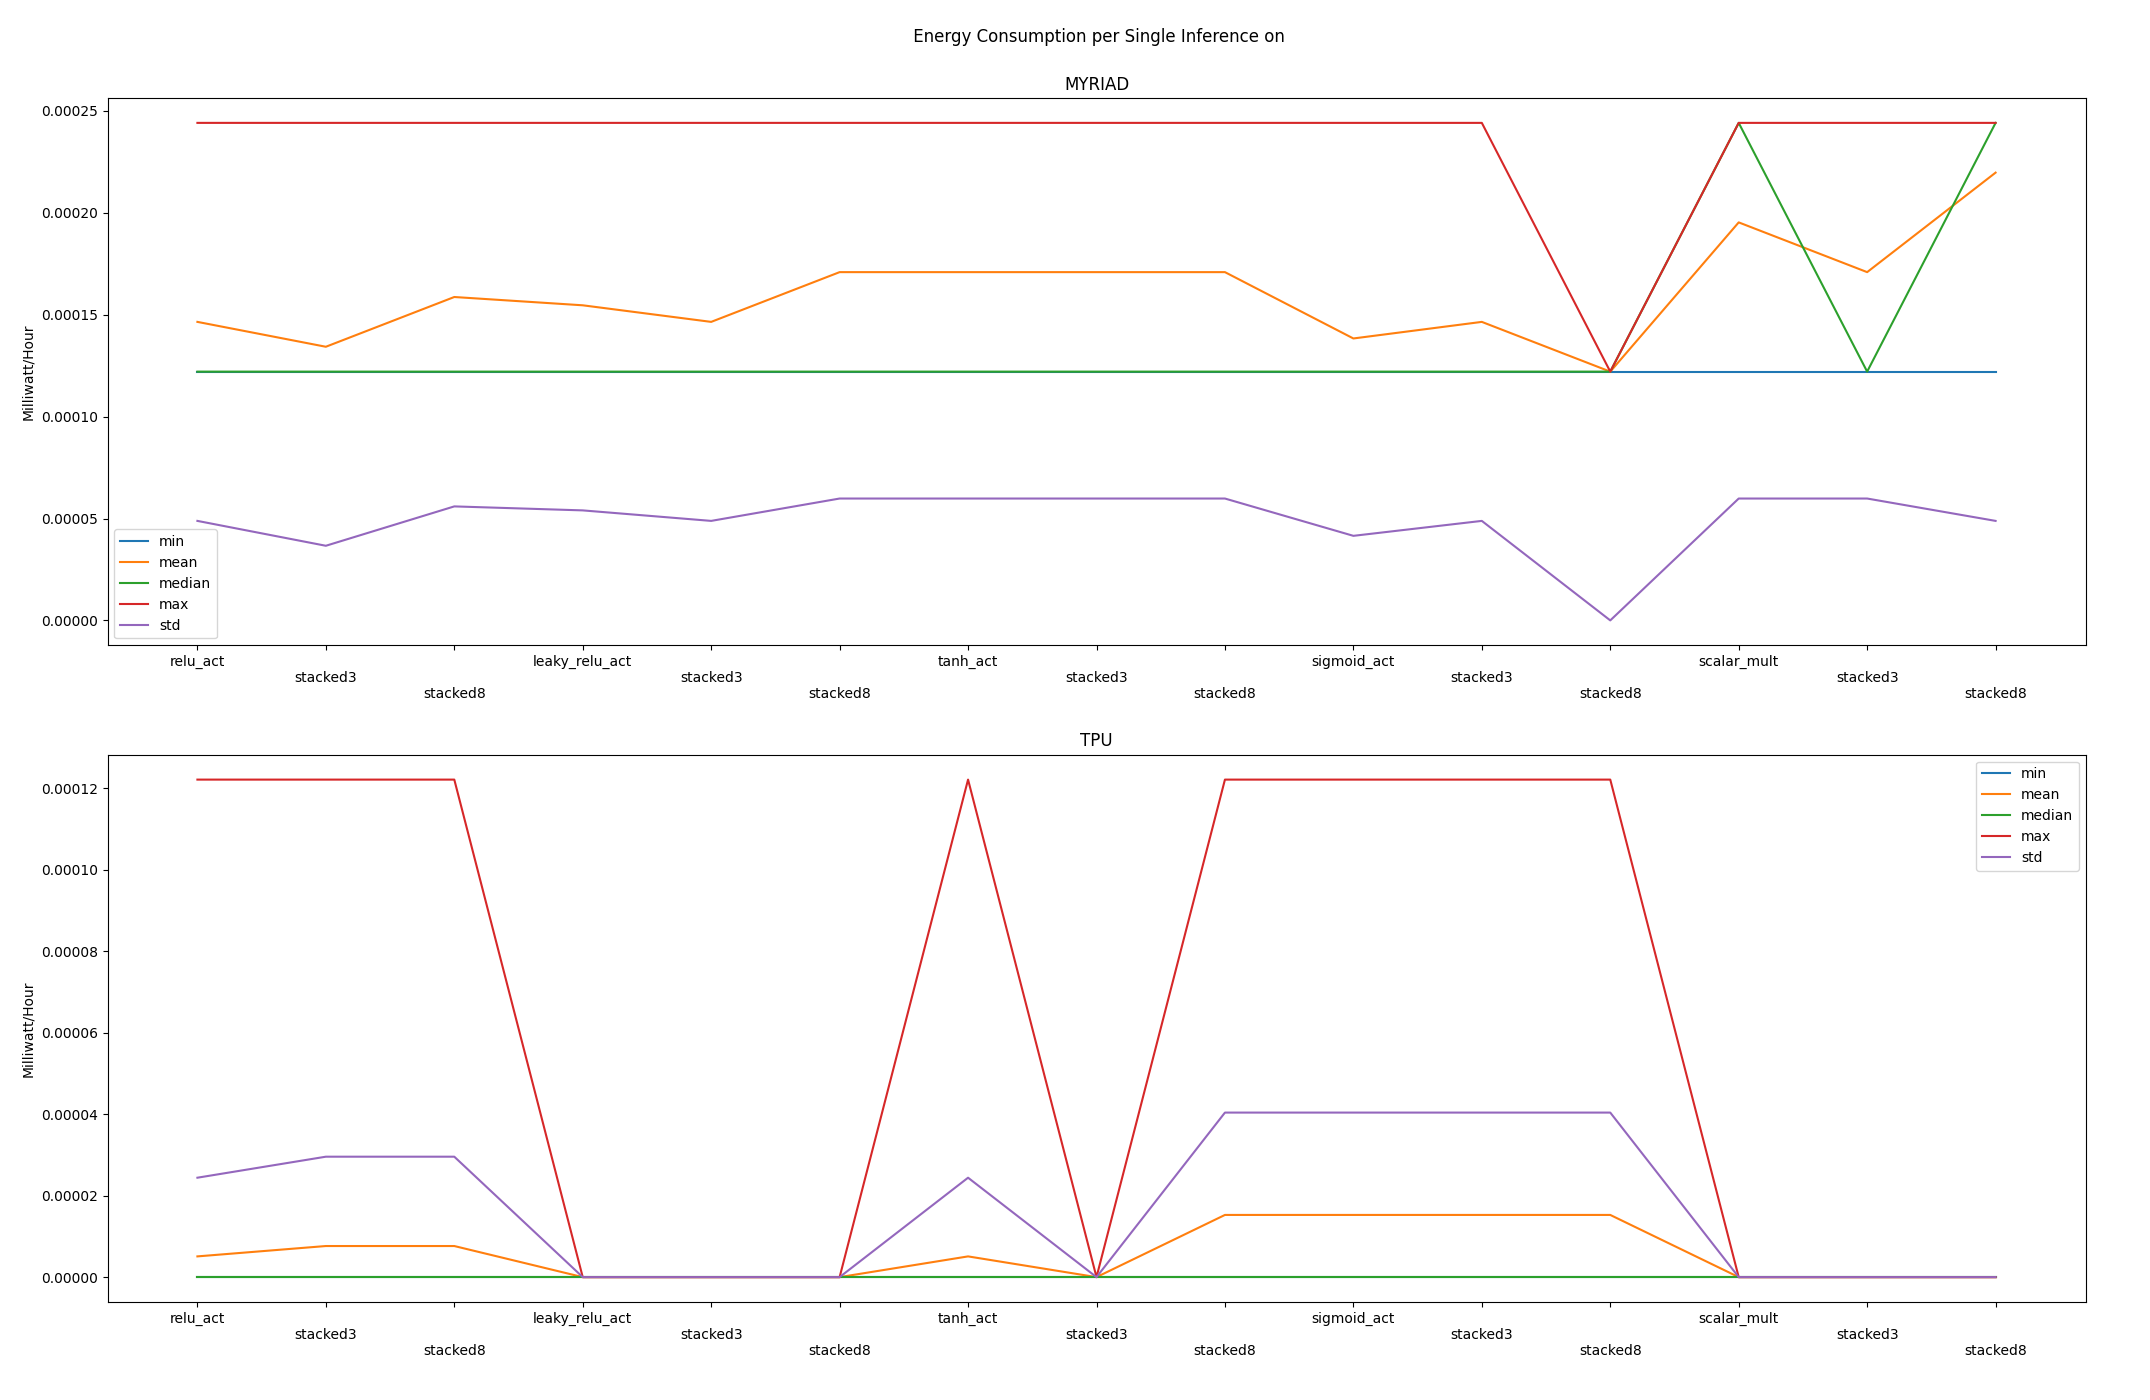 Energy Consumption per Single Inference on
MYRIAD
Milliwatt/Hour
0.00025
0.00020
0.00015
0.00010
0.00005
0.00000
min
mean
median
max
std
relu_act
stacked3
stacked8
leaky_relu_act
stacked3
stacked8
tanh_act
stacked3
stacked8
sigmoid_act
stacked3
stacked8
scalar_mult
stacked3
stacked8
TPU
Milliwatt/Hour
0.00012
0.00010
0.00008
0.00006
0.00004
0.00002
0.00000
min
mean
median
max
std
relu_act
stacked3
stacked8
leaky_relu_act
stacked3
stacked8
tanh_act
stacked3
stacked8
sigmoid_act
stacked3
stacked8
scalar_mult
stacked3
stacked8